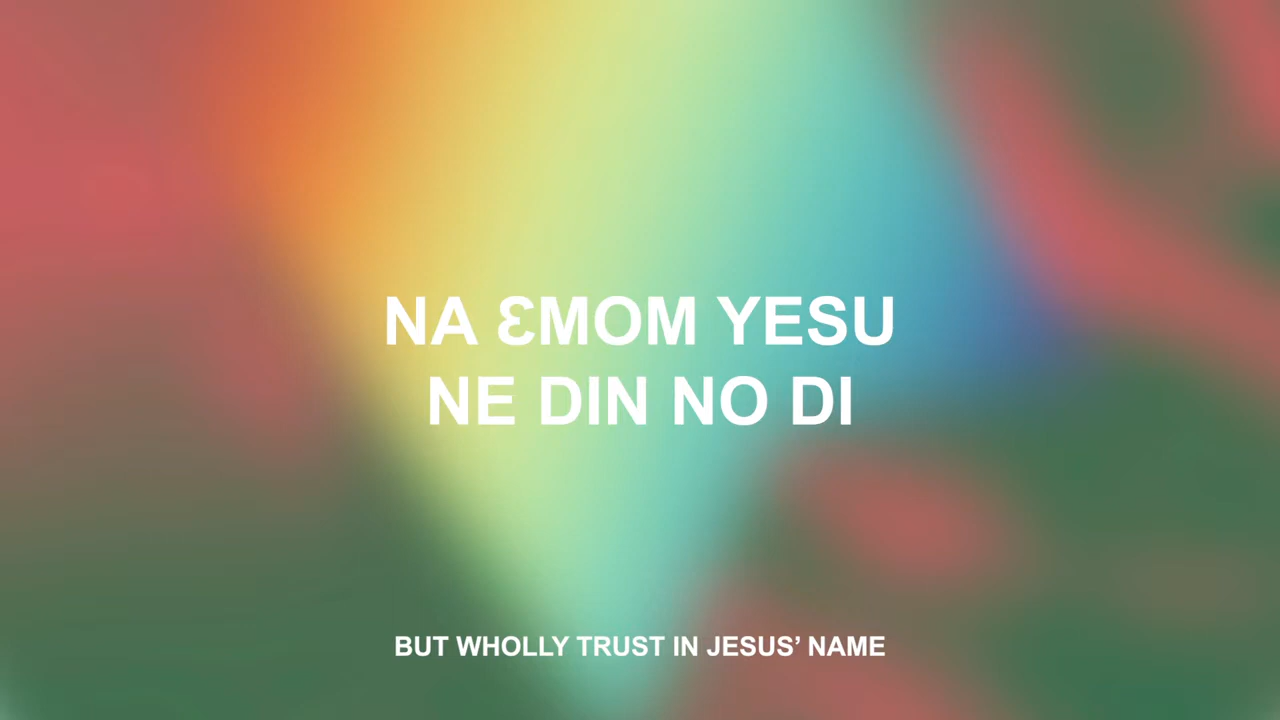 NA ƐMOM YESU
NE DIN NO DI
BUT WHOLLY TRUST IN JESUS’ NAME